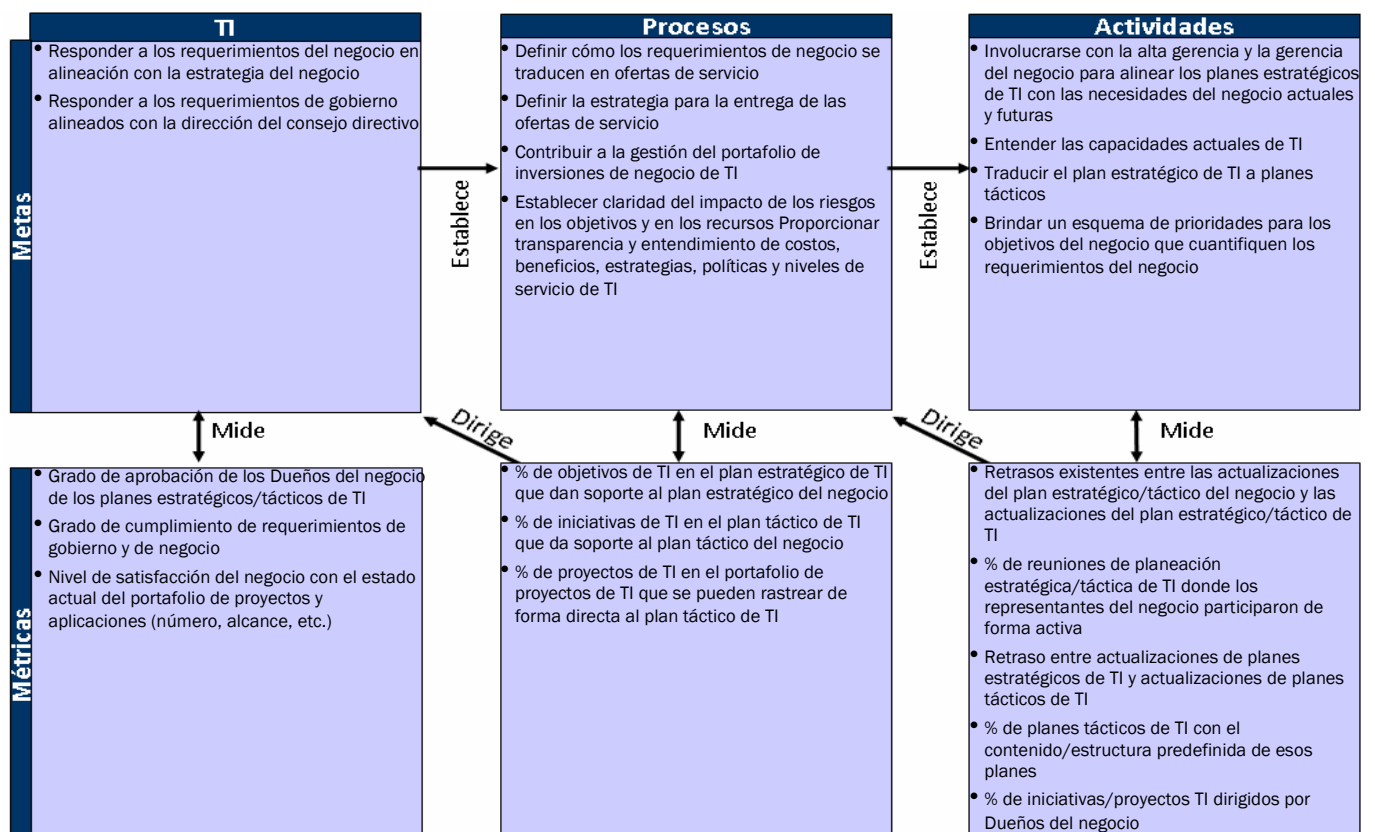 TI
Procesos
Actividades
Metas
• Responder a los requerimientos del negocio en
alineación con la estrategia del negocio
• Responder a los requerimientos de gobierno
alineados con la dirección del consejo directivo
Establece
• Definir cómo los requerimientos de negocio se
traducen en ofertas de servicio
• Definir la estrategia para la entrega de las
ofertas de servicio
• Contribuir a la gestión del portafolio de
inversiones de negocio de TI
• Establecer claridad del impacto de los riesgos
en los objetivos y en los recursos Proporcionar
transparencia y entendimiento de costos,
beneficios, estrategias, políticas y niveles de
servicio de TI
Establece
• Involucrarse con la alta gerencia y la gerencia
del negocio para alinear los planes estratégicos
de TI con las necesidades del negocio actuales
y futuras
• Entender las capacidades actuales de TI
• Traducir el plan estratégico de TI a planes
tácticos
• Brindar un esquema de prioridades para los
objetivos del negocio que cuantifiquen los
requerimientos del negocio
Mide
Dirige
Mide
Dirige
Mide
Métricas
• Grado de aprobación de los Dueños del negocio
de los planes estratégicos/tácticos de TI
• Grado de cumplimiento de requerimientos de
gobierno y de negocio
• Nivel de satisfacción del negocio con el estado
actual del portafolio de proyectos y
aplicaciones (número, alcance, etc.)
• % de objetivos de TI en el plan estratégico de TI
que dan soporte al plan estratégico del negocio
• % de iniciativas de TI en el plan táctico de TI
que da soporte al plan táctico del negocio
• % de proyectos de TI en el portafolio de
proyectos de TI que se pueden rastrear de
forma directa al plan táctico de TI
• Retrasos existentes entre las actualizaciones
del plan estratégico/táctico del negocio y las
actualizaciones del plan estratégico/táctico de
TI
• % de reuniones de planeación
estratégica/táctica de TI donde los
representantes del negocio participaron de
forma activa
• Retraso entre actualizaciones de planes
estratégicos de TI y actualizaciones de planes
tácticos de TI
• % de planes tácticos de TI con el
contenido/estructura predefinida de esos
planes
• % de iniciativas/proyectos TI dirigidos por
Dueños del negocio